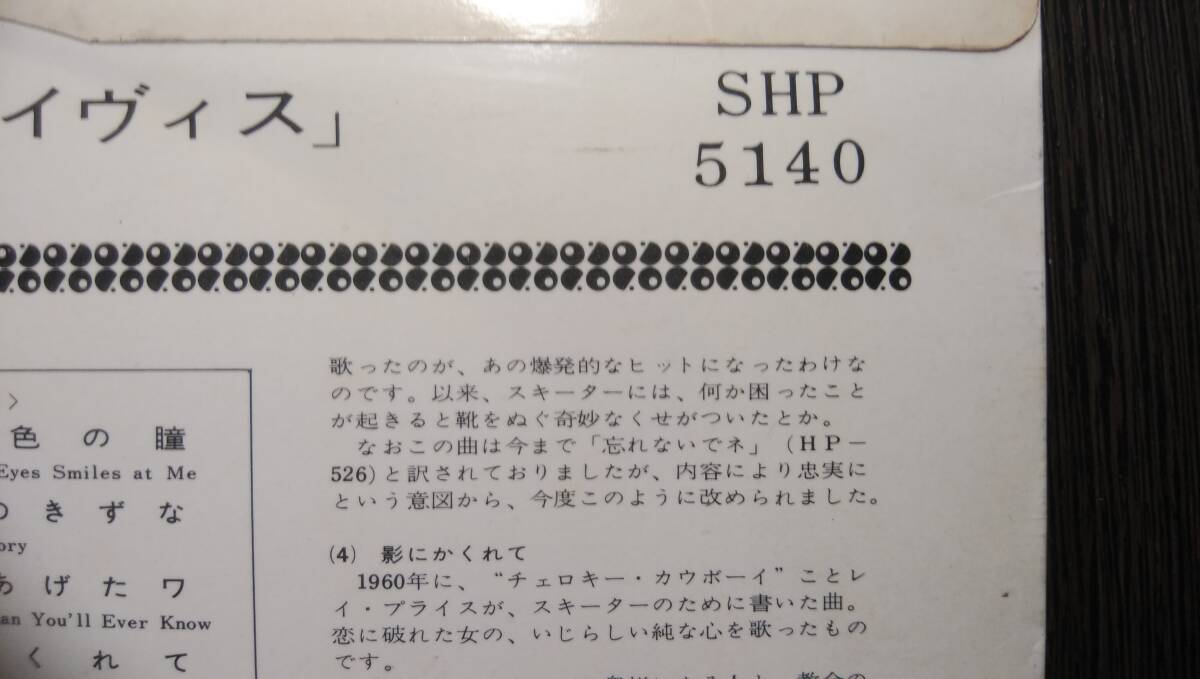 イヴィス」
SHP
5140
〉
色の瞳
Eyes Smiles at Me
のきずな
ory
あげたワ
an You'll Ever Know
くれて
歌ったのが、あの爆発的なヒットになったわけな
のです。以来、スキーターには、何か困ったこと
が起きると靴をぬぐ奇妙なくせがついたとか。
なおこの曲は今まで「忘れないでネ」(HP−
526)と訳されておりましたが、内容により忠実に
という意図から、今度このように改められました。
(4) 影にかくれて
1960年に、“チェロキー・カウボーイ”ことレ
イ・プライスが、スキーターのために書いた曲。
恋に破れた女の、いじらしい純な心を歌ったもの
です。